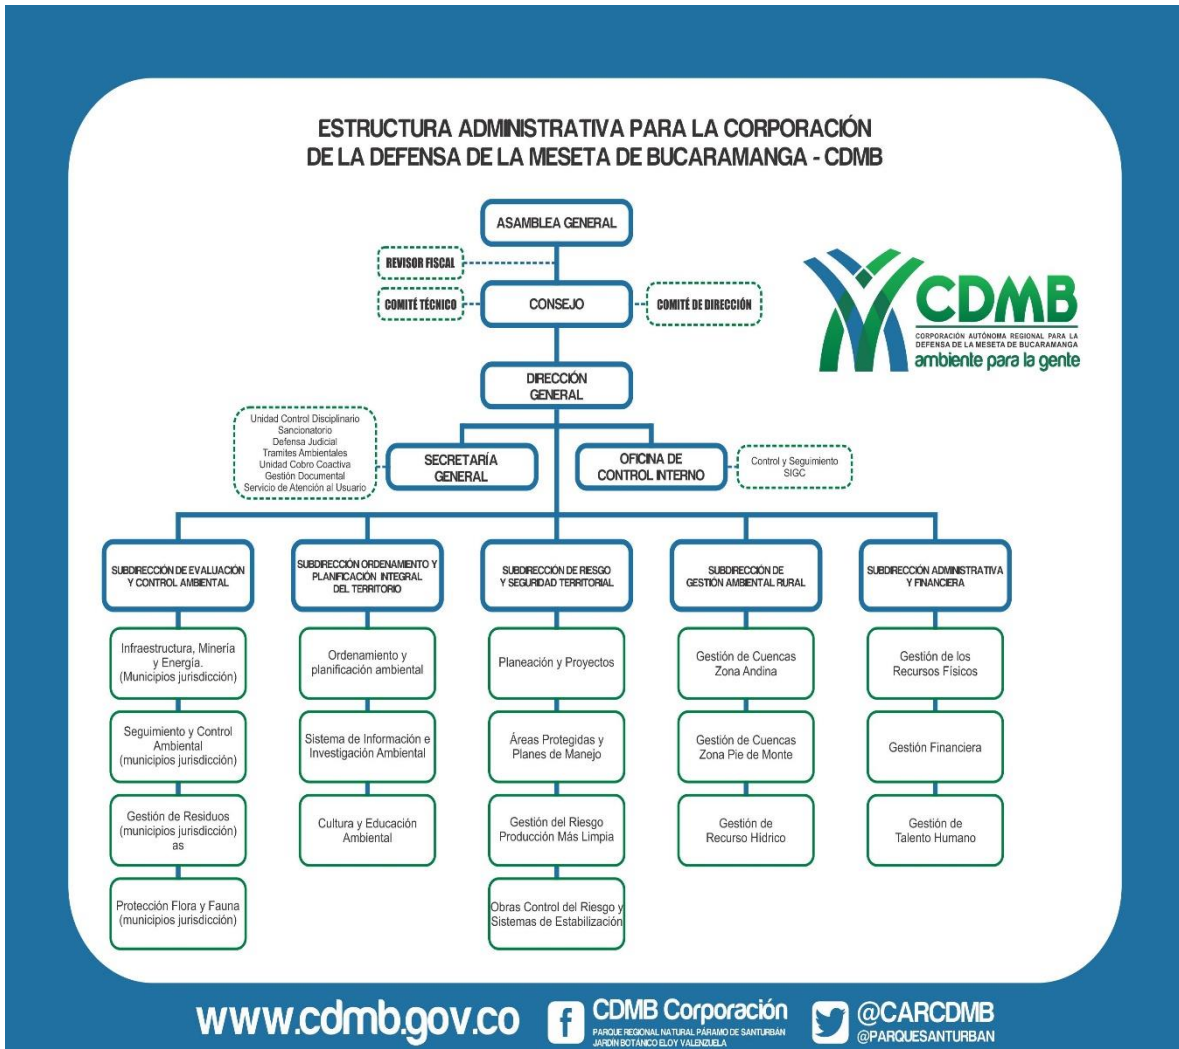 ESTRUCTURA ADMINISTRATIVA PARA LA CORPORACIÓN
DE LA DEFENSA DE LA MESETA DE BUCARAMANGA - CDMB
ASAMBLEA GENERAL
REVISOR FISCAL
COMITÉ TÉCNICO
CONSEJO
COMITÉ DE DIRECCIÓN
CDMB
CORPORACIÓN AUTÓNOMA REGIONAL PARA LA
DEFENSA DE LA MESETA DE BUCARAMANGA
ambiente para la gente
DIRECCIÓN
GENERAL
Unidad Control Disciplinario
Sancionatorio
Defensa Judicial
Tramites Ambientales
Unidad Cobro Coactiva
Gestión Documental
Servicio de Atención al Usuario
SECRETARÍA
GENERAL
OFICINA DE
CONTROL INTERNO
Control y Seguimiento
SIGC
SUBDIRECCIÓN DE EVALUACIÓN
Y CONTROL AMBIENTAL
Infraestructura, Minería
y Energía.
(Municipios jurisdicción)
Seguimiento y Control
Ambiental
(municipios jurisdicción)
Gestión de Residuos
(municipios jurisdicción)
as
Protección Flora y Fauna
(municipios jurisdicción)
SUBDIRECCIÓN ORDENAMIENTO Y
PLANIFICACIÓN INTEGRAL
DEL TERRITORIO
Ordenamiento y
planificación ambiental
Sistema de Información e
Investigación Ambiental
Cultura y Educación
Ambiental
SUBDIRECCIÓN DE RIESGO
Y SEGURIDAD TERRITORIAL
Planeación y Proyectos
Áreas Protegidas y
Planes de Manejo
Gestión del Riesgo
Producción Más Limpia
Obras Control del Riesgo y
Sistemas de Estabilización
SUBDIRECCIÓN DE
GESTIÓN AMBIENTAL RURAL
Gestión de Cuencas
Zona Andina
Gestión de Cuencas
Zona Pie de Monte
Gestión de
Recurso Hídrico
SUBDIRECCIÓN ADMINISTRATIVA
Y FINANCIERA
Gestión de los
Recursos Físicos
Gestión Financiera
Gestión de
Talento Humano
www.cdmb.gov.co
f
CDMB Corporación
PARQUE REGIONAL NATURAL PÁRAMO DE SANTURBÁN
JARDÍN BOTÁNICO ELOY VALENZUELA
@CARCDMB
@PARQUESANTURBAN